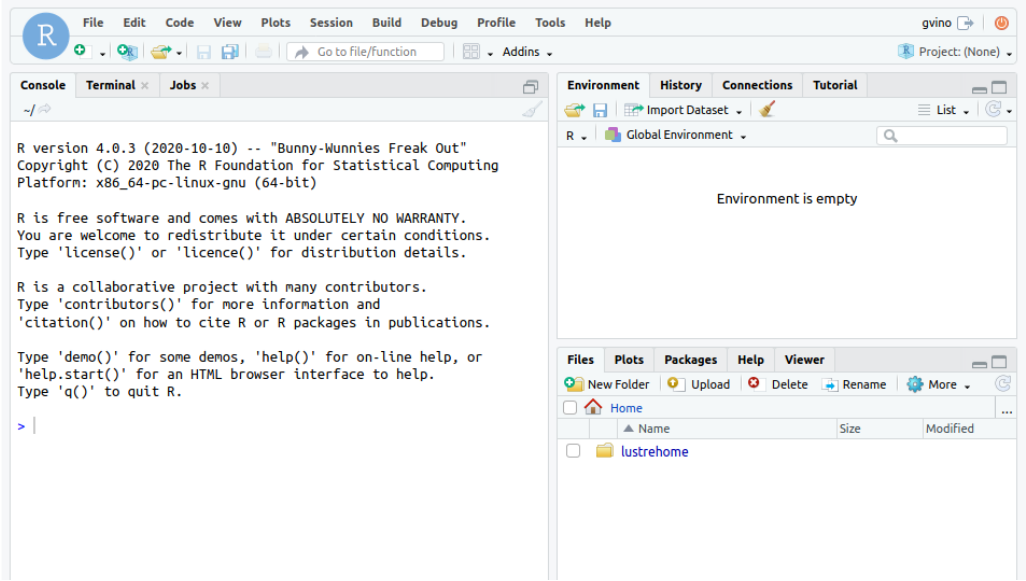 R File Edit Code View Plots Session Build Debug Profile Tools Help gvino
R Go to file/function Addins R Project: (None)
Console Terminal × Jobs ×
~/
R version 4.0.3 (2020-10-10) -- "Bunny-Wunnies Freak Out"
Copyright (C) 2020 The R Foundation for Statistical Computing
Platform: x86_64-pc-linux-gnu (64-bit)
R is free software and comes with ABSOLUTELY NO WARRANTY.
You are welcome to redistribute it under certain conditions.
Type 'license()' or 'licence()' for distribution details.
R is a collaborative project with many contributors.
Type 'contributors()' for more information and
'citation()' on how to cite R or R packages in publications.
Type 'demo()' for some demos, 'help()' for on-line help, or
'help.start()' for an HTML browser interface to help.
Type 'q()' to quit R.
>
Environment History Connections Tutorial
Import Dataset List
R Global Environment
Environment is empty
Files Plots Packages Help Viewer
New Folder Upload Delete Rename More
Home ...
Name Size Modified
lustrehome